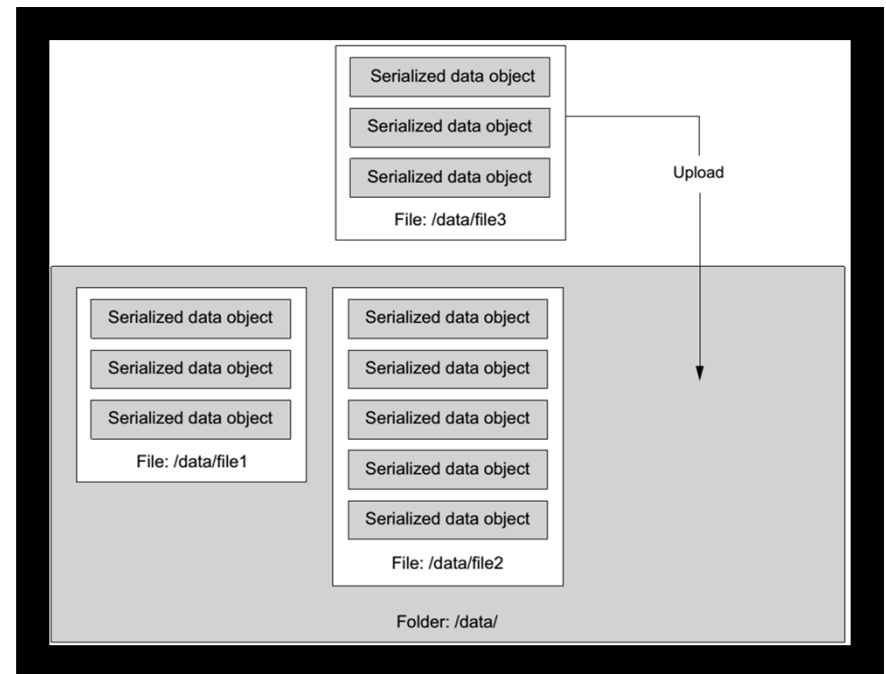 Serialized data object
Serialized data object
Serialized data object
File: /data/file3
Upload
Serialized data object
Serialized data object
Serialized data object
File: /data/file1
Serialized data object
Serialized data object
Serialized data object
Serialized data object
Serialized data object
File: /data/file2
Folder: /data/